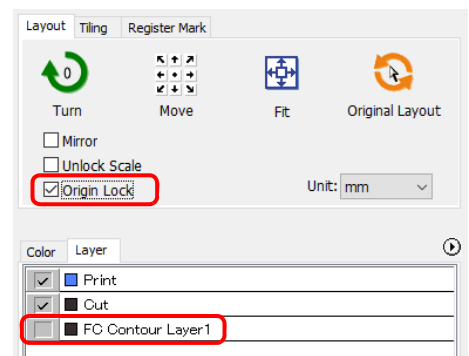 Layout Tiling Register Mark
0
Turn Move Fit Original Layout
Mirror
Unlock Scale
Origin Lock Unit: mm
Color Layer
Print
Cut
FC Contour Layer1